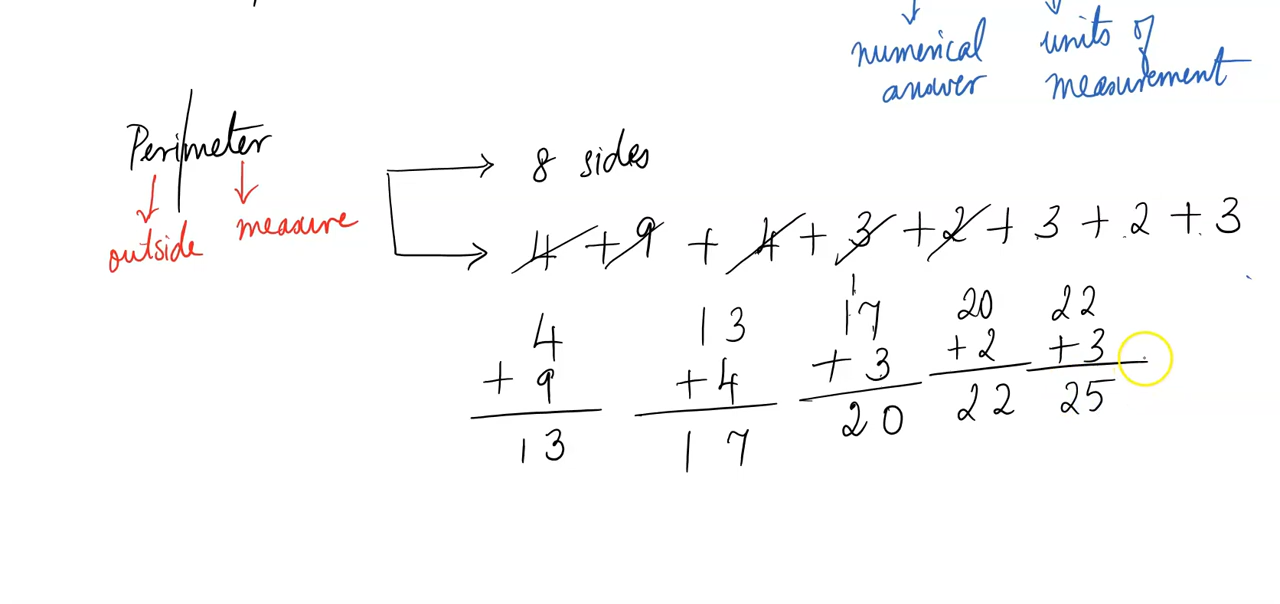 numerical answer
units of measurement
Perimeter
outside
measure
8 sides
4 + 9 + 4 + 3 + 2 + 3 + 2 + 3
4
+ 9
13
13
+ 4
17
1
17
+ 3
20
20
+ 2
22
22
+ 3
25